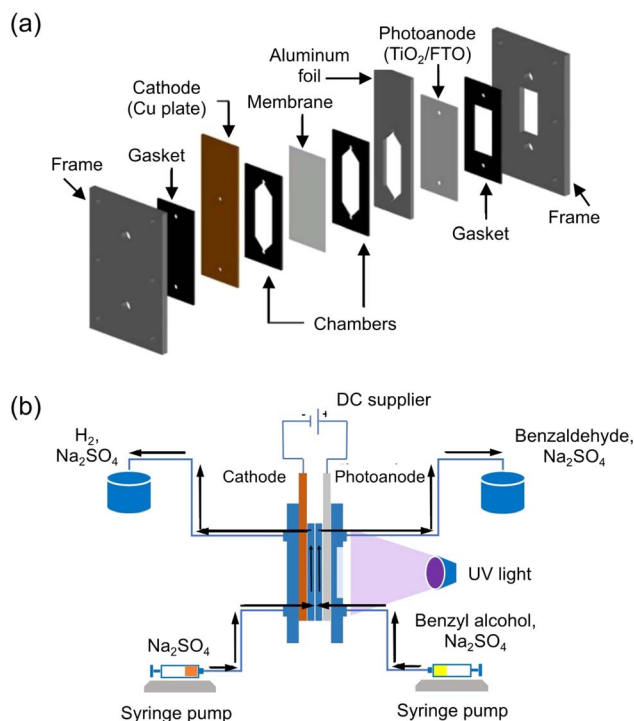 (a)
Photoanode
(TiO₂/FTO)
Aluminum
foil
Cathode
(Cu plate)
Membrane
Gasket
Frame
Frame
Gasket
Chambers
(b)
DC supplier
- +
H₂,
Na₂SO₄
Benzaldehyde,
Na₂SO₄
Cathode
Photoanode
UV light
Na₂SO₄
Benzyl alcohol,
Na₂SO₄
Syringe pump
Syringe pump